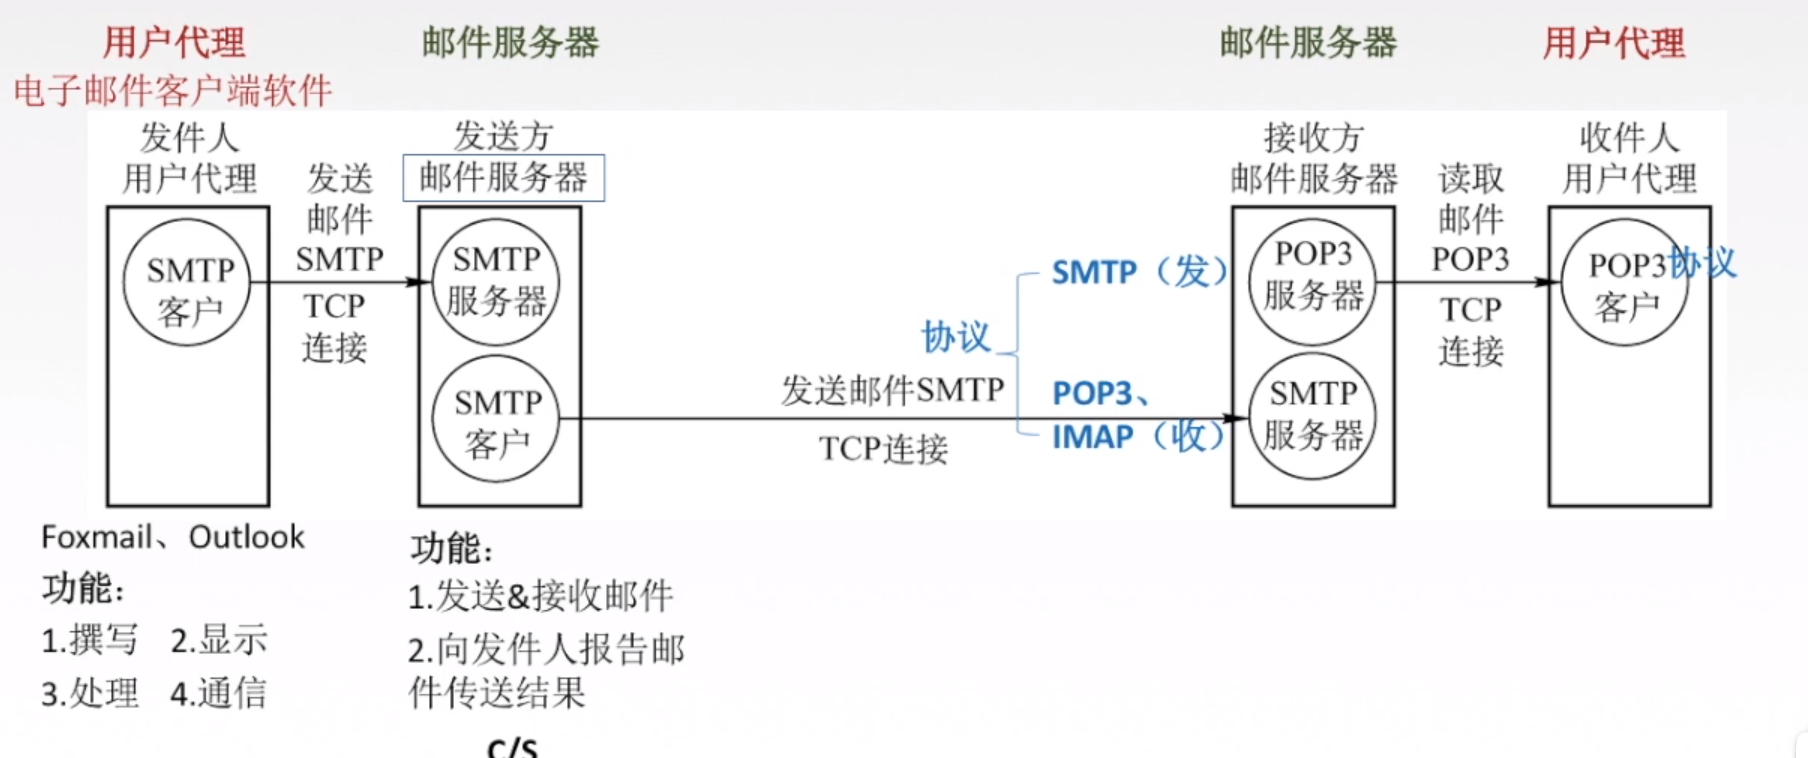 用户代理
邮件服务器
邮件服务器
用户代理
电子邮件客户端软件
发件人
用户代理
发送
邮件
SMTP
TCP
连接
发送方
邮件服务器
接收方
邮件服务器
读取
邮件
POP3
TCP
连接
收件人
用户代理
SMTP
客户
SMTP
服务器
SMTP
客户
发送邮件SMTP
TCP连接
协议
SMTP（发）
POP3、
IMAP（收）
POP3
服务器
SMTP
服务器
POP3
客户
协议
Foxmail、Outlook
功能：
1.撰写 2.显示
3.处理 4.通信
功能：
1.发送&接收邮件
2.向发件人报告邮
件传送结果
C/S